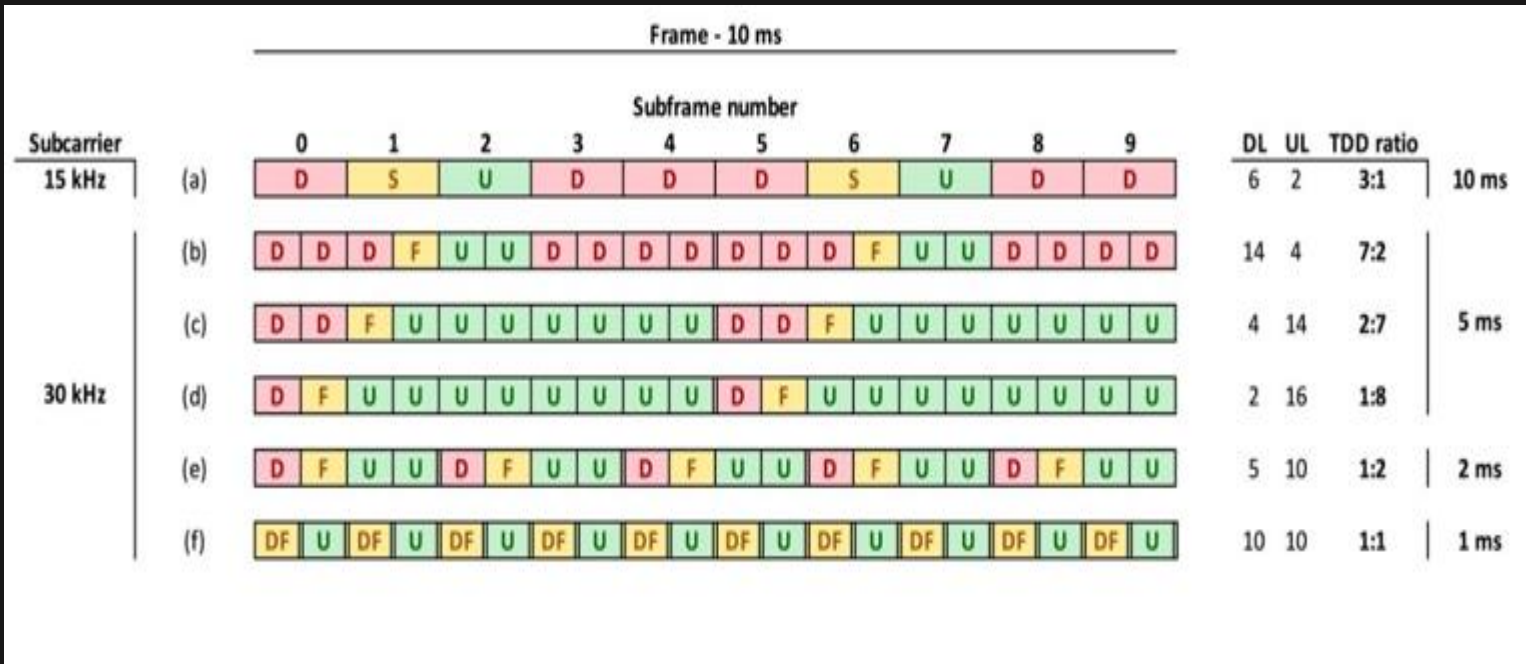 Frame - 10 ms
Subframe number
Subcarrier 0 1 2 3 4 5 6 7 8 9 DL UL TDD ratio
15 kHz (a) D S U D D D S U D D 6 2 3:1 10 ms
(b) D D D F U U D D D D D D D F U U D D D D 14 4 7:2
(c) D D F U U U U U U U D D F U U U U U U U 4 14 2:7 5 ms
30 kHz (d) D F U U U U U U U U D F U U U U U U U U 2 16 1:8
(e) D F U U D F U U D F U U D F U U D F U U 5 10 1:2 2 ms
(f) DF U DF U DF U DF U DF U DF U DF U DF U DF U DF U 10 10 1:1 1 ms